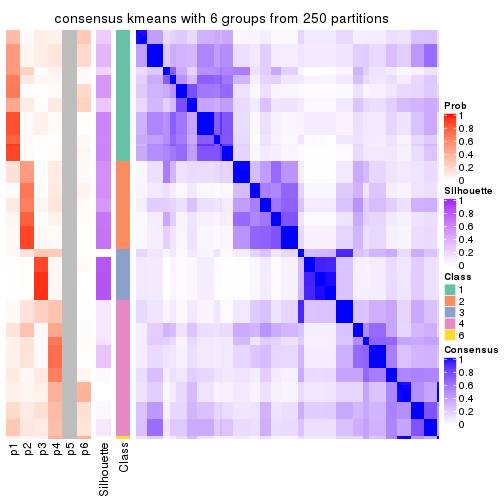 consensus kmeans with 6 groups from 250 partitions
Prob
1
0.8
0.6
0.4
0.2
0
Silhouette
1
0.8
0.6
0.4
0.2
0
Class
1
2
3
4
6
Consensus
1
0.8
0.6
0.4
0.2
0
p1
p2
p3
p4
p5
p6
Silhouette
Class